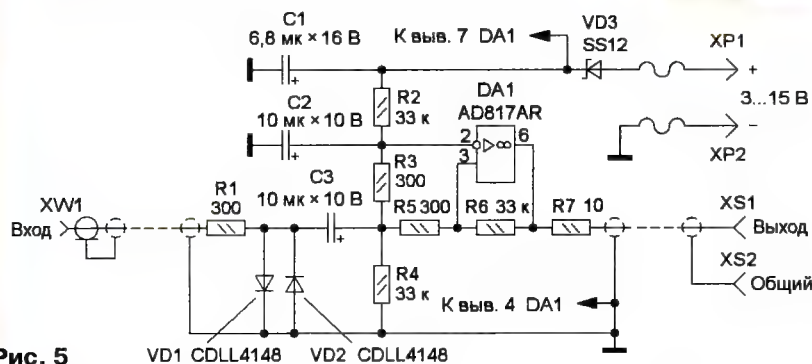 C1
6,8 мк × 16 В
К выв. 7 DA1
VD3
SS12
XP1
+
3...15 В
−
XP2
C2
10 мк × 10 В
R2
33 к
DA1
AD817AR
2
3
6
R3
300
C3
10 мк × 10 В
XW1
Вход
R1
300
R5 300
R6 33 к
R7 10
XS1
Выход
XS2
Общий
R4
33 к
К выв. 4 DA1
Рис. 5
VD1 CDLL4148
VD2 CDLL4148
+
+
+
▷ ∞